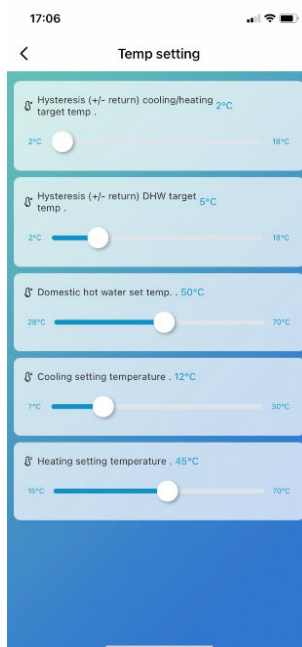 17:06
Temp setting
Hysteresis (+/- return) cooling/heating
target temp . 2°C
2°C 18°C
Hysteresis (+/- return) DHW target
temp . 5°C
2°C 18°C
Domestic hot water set temp. . 50°C
28°C 70°C
Cooling setting temperature . 12°C
7°C 30°C
Heating setting temperature . 45°C
15°C 70°C